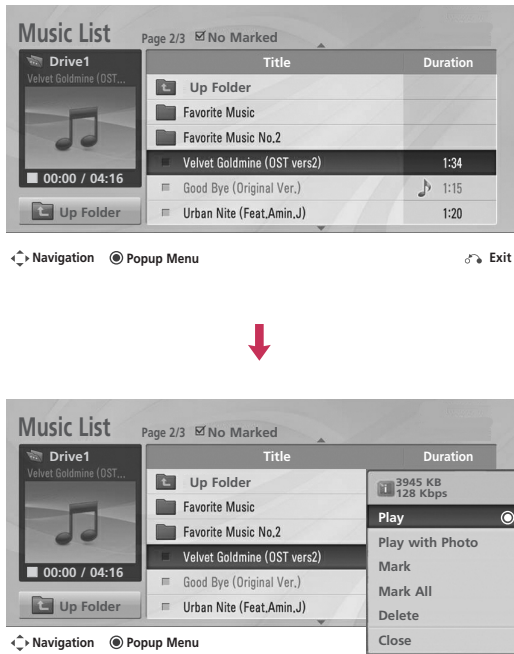 Music List Page 2/3 No Marked
Drive1 Title Duration
Velvet Goldmine (OST...
Up Folder
Favorite Music
Favorite Music No.2
Velvet Goldmine (OST vers2) 1:34
00:00 / 04:16
Good Bye (Original Ver.) 1:15
Up Folder
Urban Nite (Feat.Amin.J) 1:20
Navigation Popup Menu Exit
Music List Page 2/3 No Marked
Drive1 Title Duration
Velvet Goldmine (OST...
Up Folder
Favorite Music
Favorite Music No.2
Velvet Goldmine (OST vers2)
00:00 / 04:16
Good Bye (Original Ver.)
Up Folder
Urban Nite (Feat.Amin.J)
3945 KB
128 Kbps
Play
Play with Photo
Mark
Mark All
Delete
Close
Navigation Popup Menu